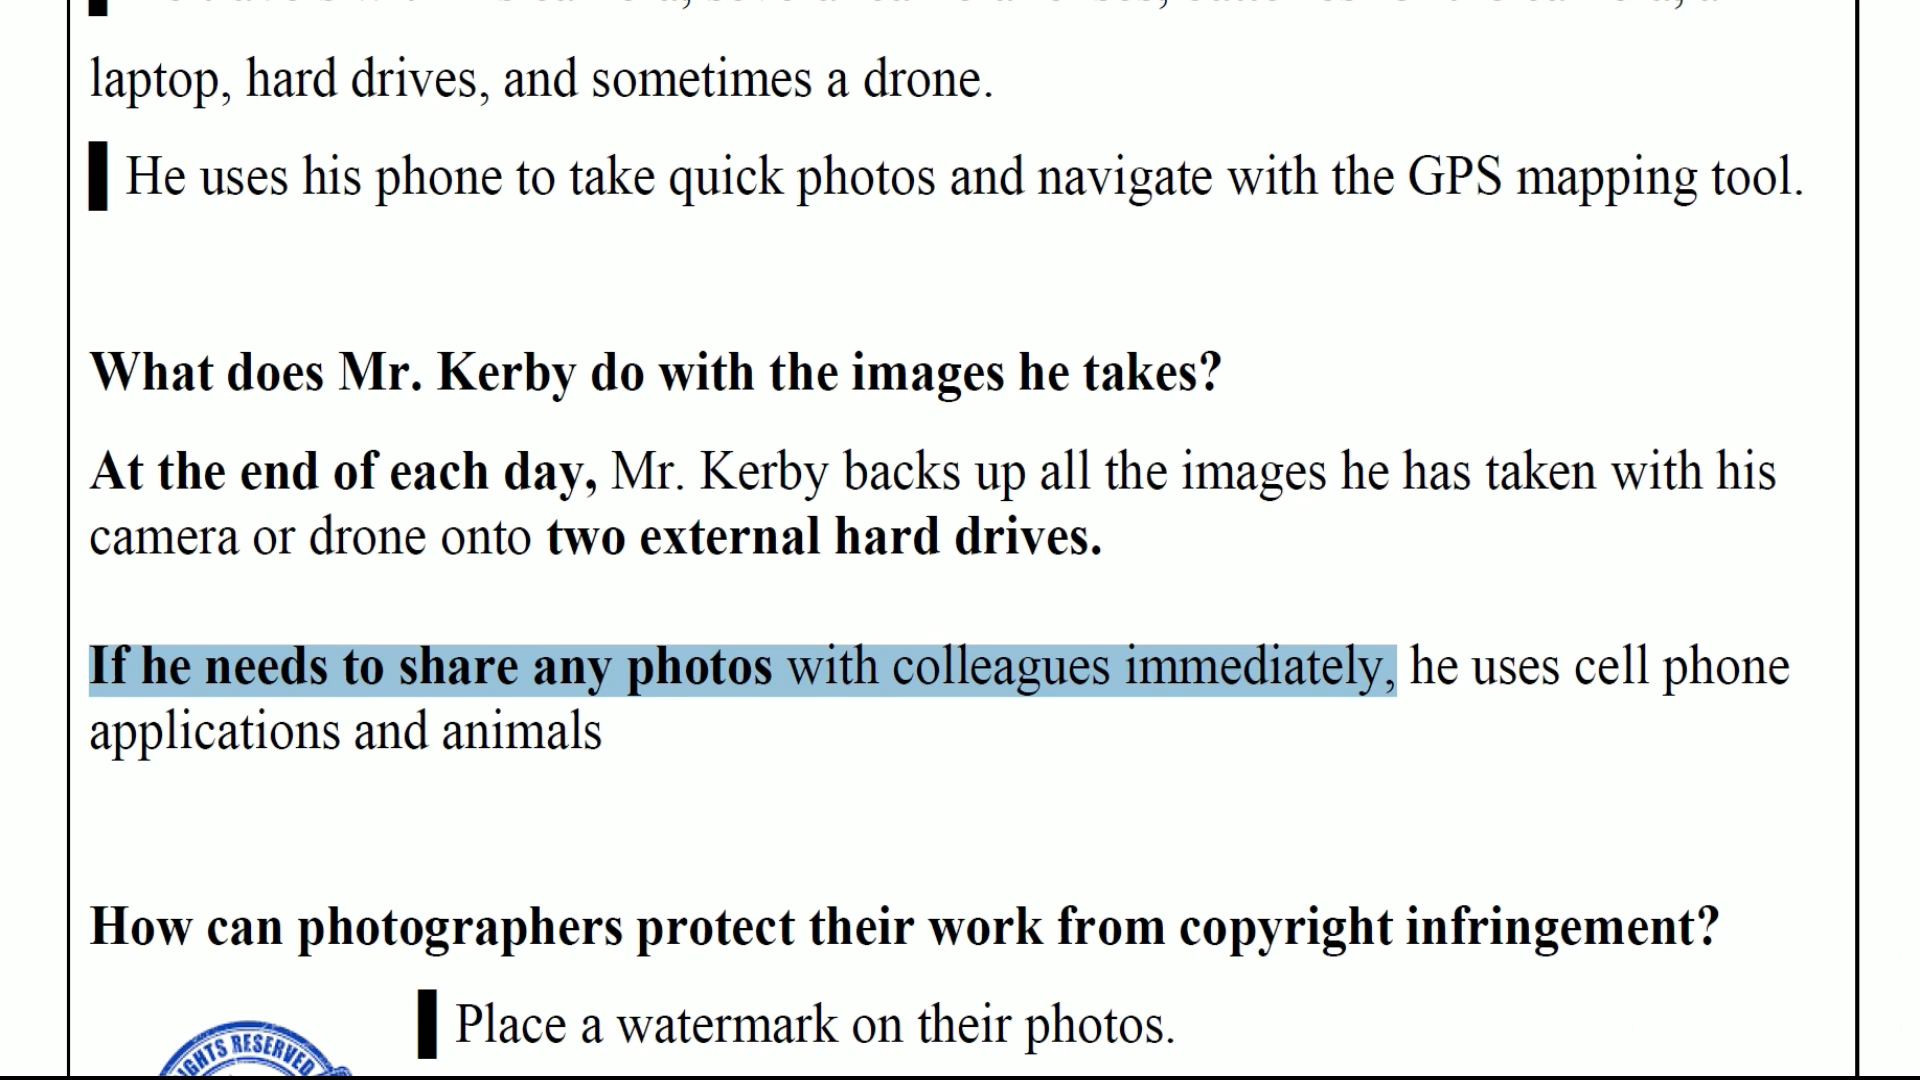 laptop, hard drives, and sometimes a drone.
He uses his phone to take quick photos and navigate with the GPS mapping tool.
What does Mr. Kerby do with the images he takes?
At the end of each day, Mr. Kerby backs up all the images he has taken with his
camera or drone onto two external hard drives.
If he needs to share any photos with colleagues immediately, he uses cell phone
applications and animals
How can photographers protect their work from copyright infringement?
Place a watermark on their photos.
RIGHTS RESERVED